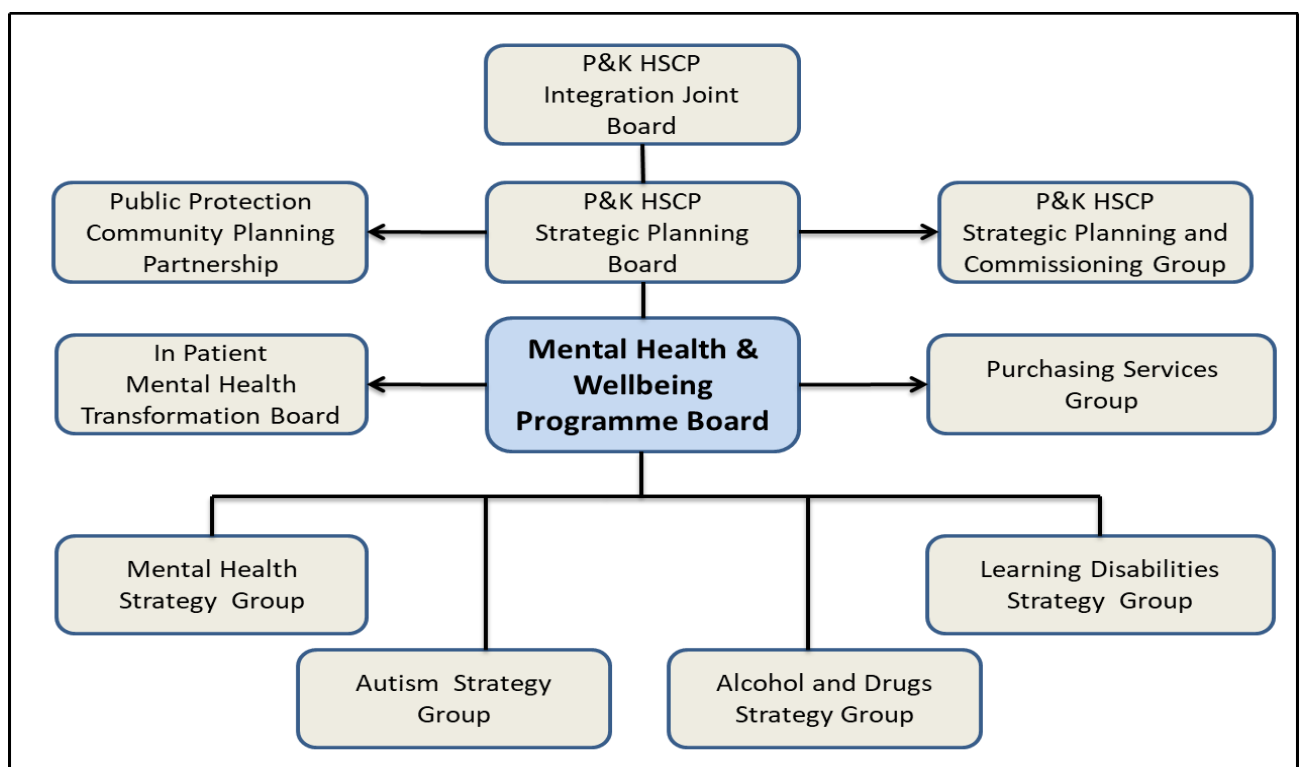 P&K HSCP
Integration Joint
Board
Public Protection
Community Planning
Partnership
P&K HSCP
Strategic Planning
Board
P&K HSCP
Strategic Planning and
Commissioning Group
In Patient
Mental Health
Transformation Board
Mental Health &
Wellbeing
Programme Board
Purchasing Services
Group
Mental Health
Strategy Group
Learning Disabilities
Strategy Group
Autism Strategy
Group
Alcohol and Drugs
Strategy Group